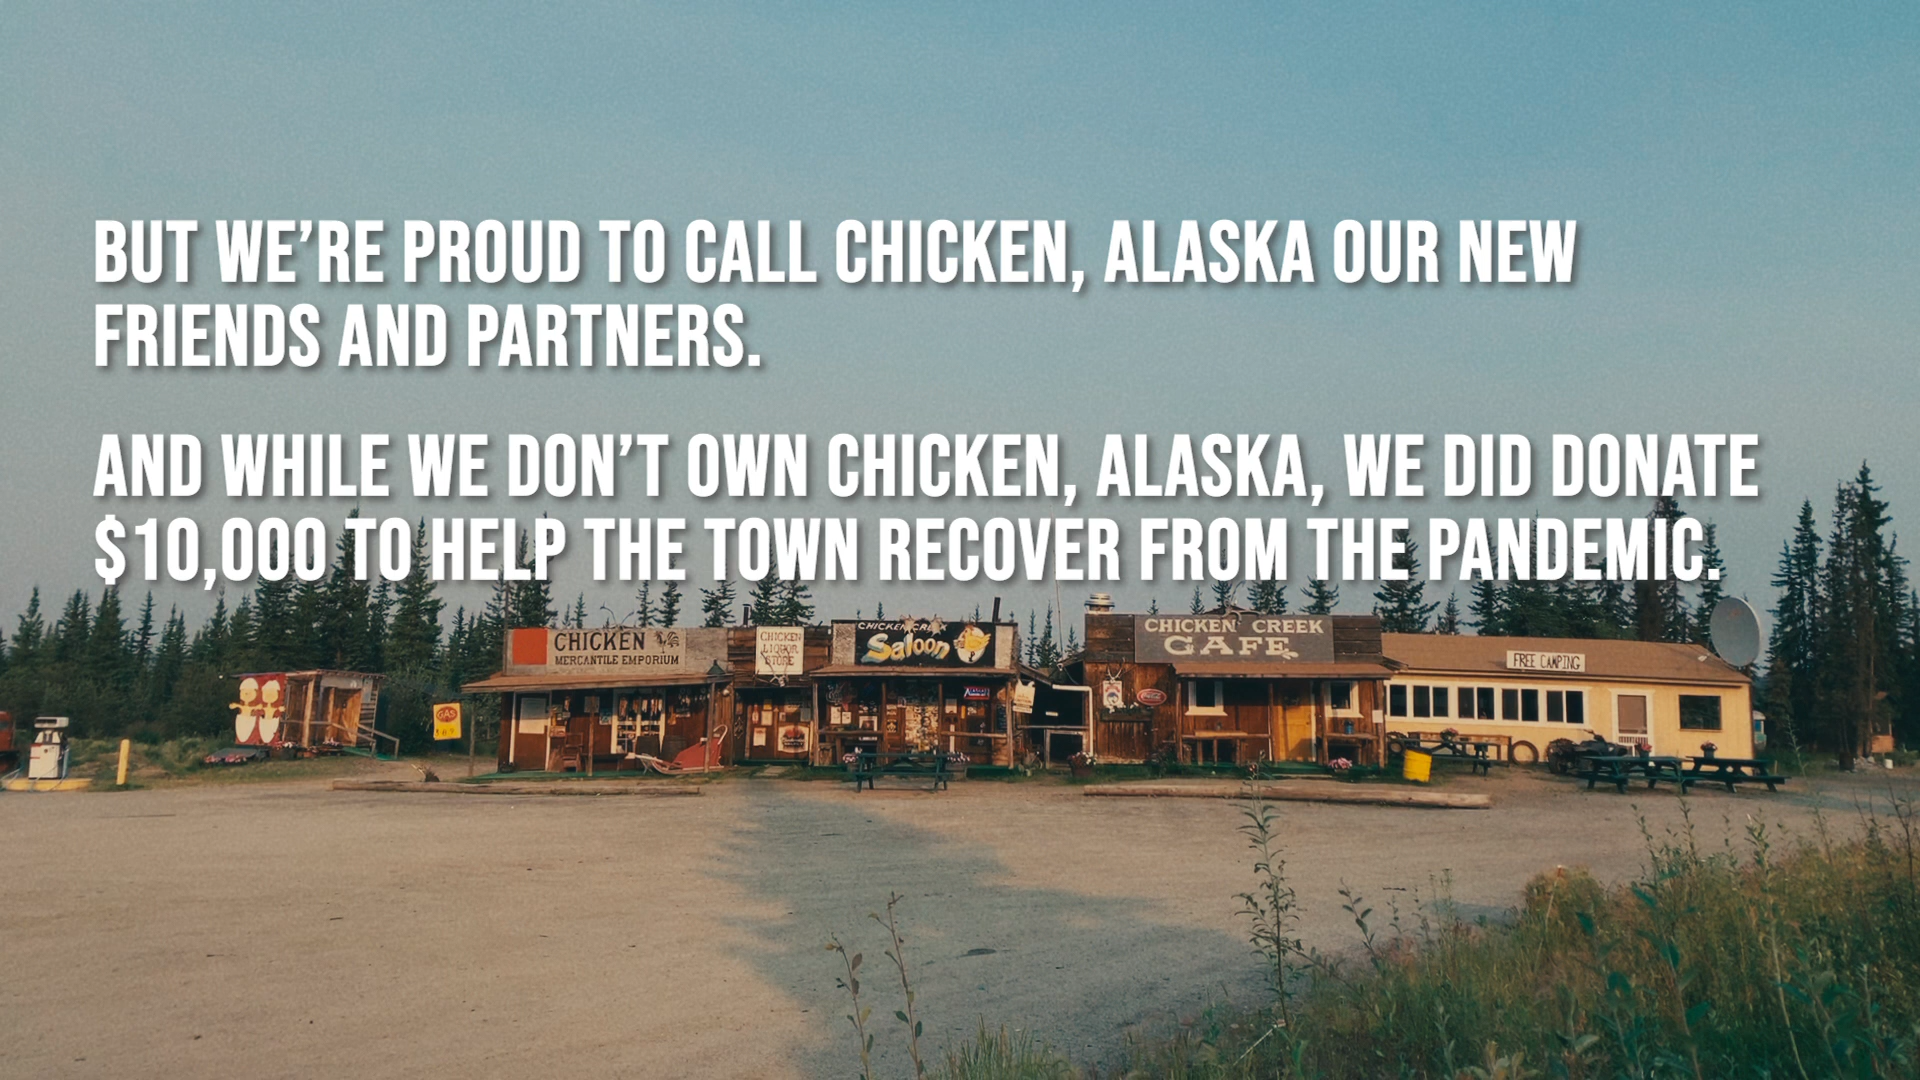 BUT WE’RE PROUD TO CALL CHICKEN, ALASKA OUR NEW
FRIENDS AND PARTNERS.
AND WHILE WE DON’T OWN CHICKEN, ALASKA, WE DID DONATE
$10,000 TO HELP THE TOWN RECOVER FROM THE PANDEMIC.
CHICKEN
MERCANTILE EMPORIUM
CHICKEN
LIQUOR
STORE
CHICKEN CREEK
Saloon
CHICKEN CREEK
CAFE
FREE CAMPING
GAS